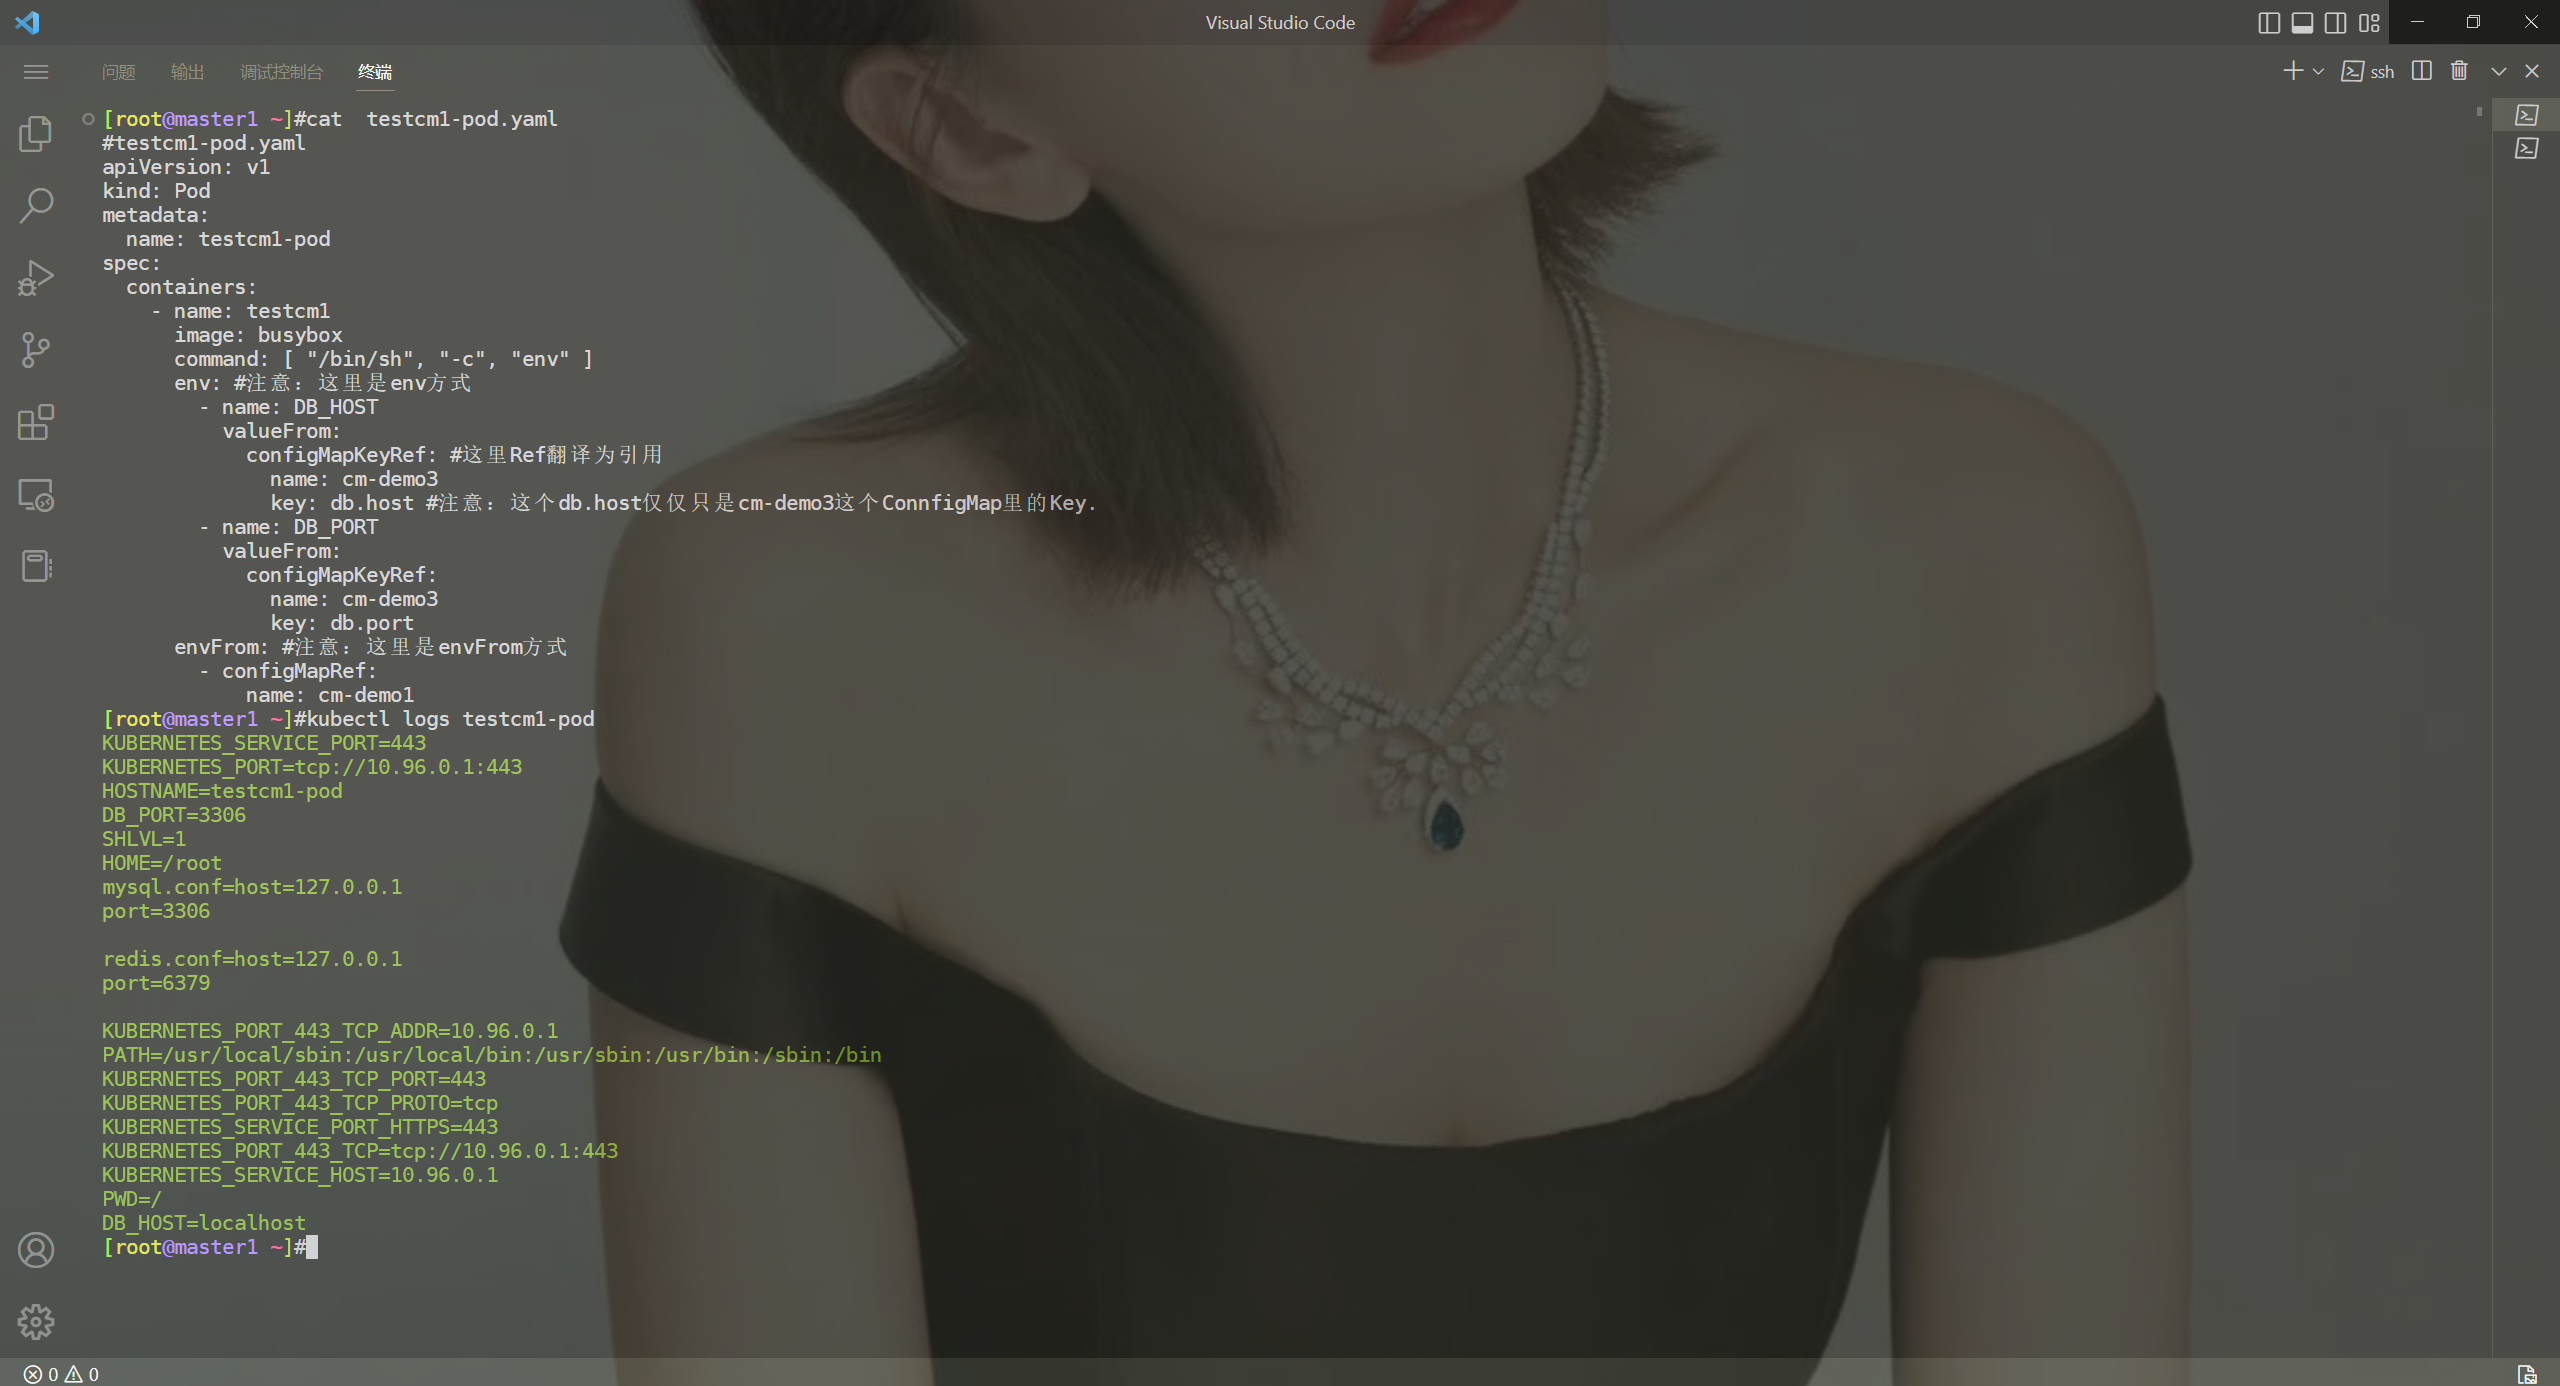 Visual Studio Code
问题 输出 调试控制台 终端
ssh
[root@master1 ~]#cat  testcm1-pod.yaml
#testcm1-pod.yaml
apiVersion: v1
kind: Pod
metadata:
  name: testcm1-pod
spec:
  containers:
    - name: testcm1
      image: busybox
      command: [ "/bin/sh", "-c", "env" ]
      env: #注意：这里是env方式
        - name: DB_HOST
          valueFrom:
            configMapKeyRef: #这里Ref翻译为引用
              name: cm-demo3
              key: db.host #注意：这个db.host仅仅只是cm-demo3这个ConnfigMap里的Key.
        - name: DB_PORT
          valueFrom:
            configMapKeyRef:
              name: cm-demo3
              key: db.port
      envFrom: #注意：这里是envFrom方式
        - configMapRef:
            name: cm-demo1
[root@master1 ~]#kubectl logs testcm1-pod
KUBERNETES_SERVICE_PORT=443
KUBERNETES_PORT=tcp://10.96.0.1:443
HOSTNAME=testcm1-pod
DB_PORT=3306
SHLVL=1
HOME=/root
mysql.conf=host=127.0.0.1
port=3306
redis.conf=host=127.0.0.1
port=6379
KUBERNETES_PORT_443_TCP_ADDR=10.96.0.1
PATH=/usr/local/sbin:/usr/local/bin:/usr/sbin:/usr/bin:/sbin:/bin
KUBERNETES_PORT_443_TCP_PORT=443
KUBERNETES_PORT_443_TCP_PROTO=tcp
KUBERNETES_SERVICE_PORT_HTTPS=443
KUBERNETES_PORT_443_TCP=tcp://10.96.0.1:443
KUBERNETES_SERVICE_HOST=10.96.0.1
PWD=/
DB_HOST=localhost
[root@master1 ~]#
0 0